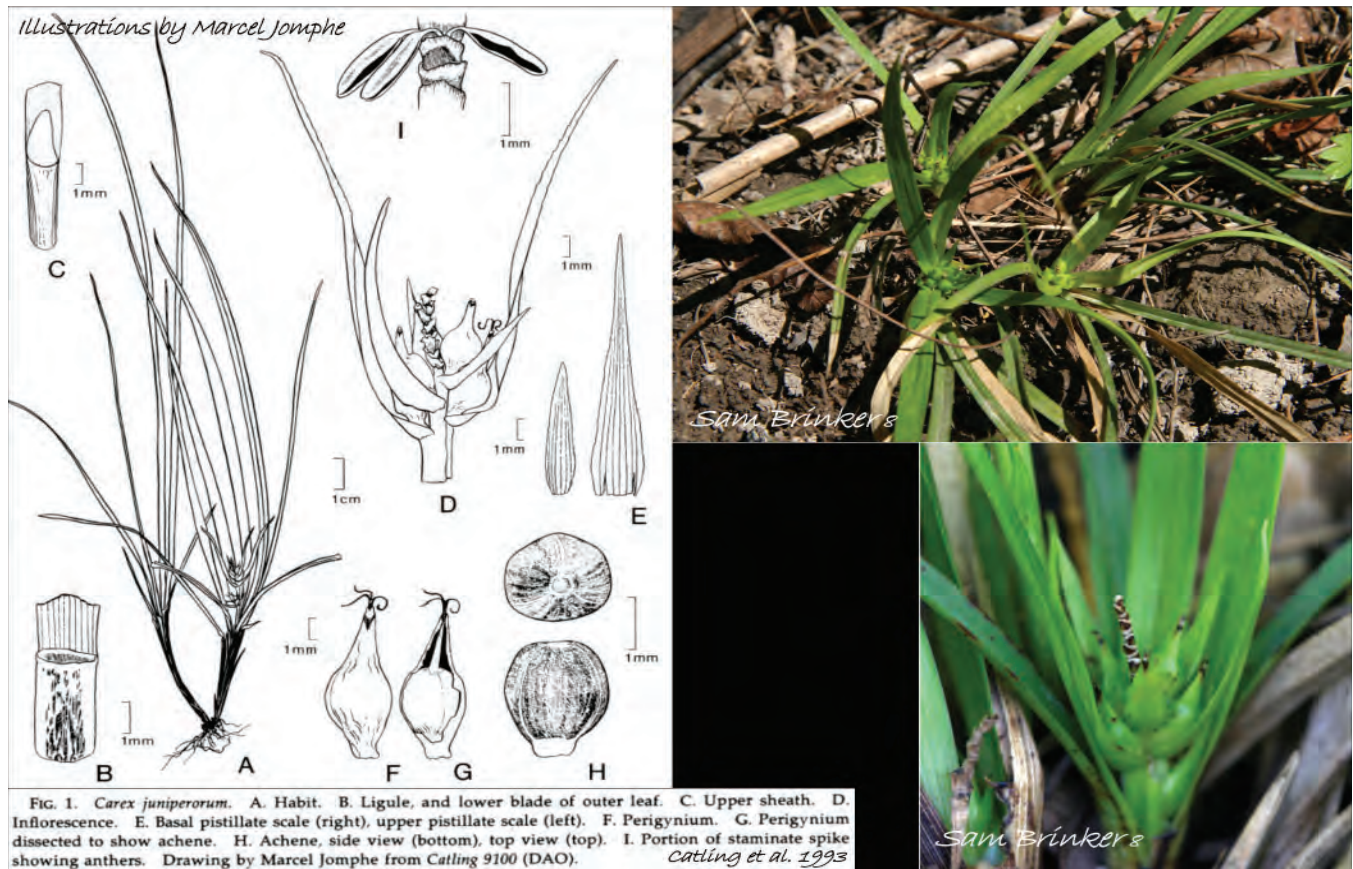 Illustrations by Marcel Jomphe
I
1mm
C
1mm
1mm
D
1mm
E
1cm
1mm
1mm
B
A
1mm
F
G
H
1mm
FIG. 1. Carex juniperorum. A. Habit. B. Ligule, and lower blade of outer leaf. C. Upper sheath. D.
Inflorescence. E. Basal pistillate scale (right), upper pistillate scale (left). F. Perigynium. G. Perigynium
dissected to show achene. H. Achene, side view (bottom), top view (top). I. Portion of staminate spike
showing anthers. Drawing by Marcel Jomphe from Catling 9100 (DAO).
Catling et al. 1993
Sam Brinker 8
Sam Brinker 8